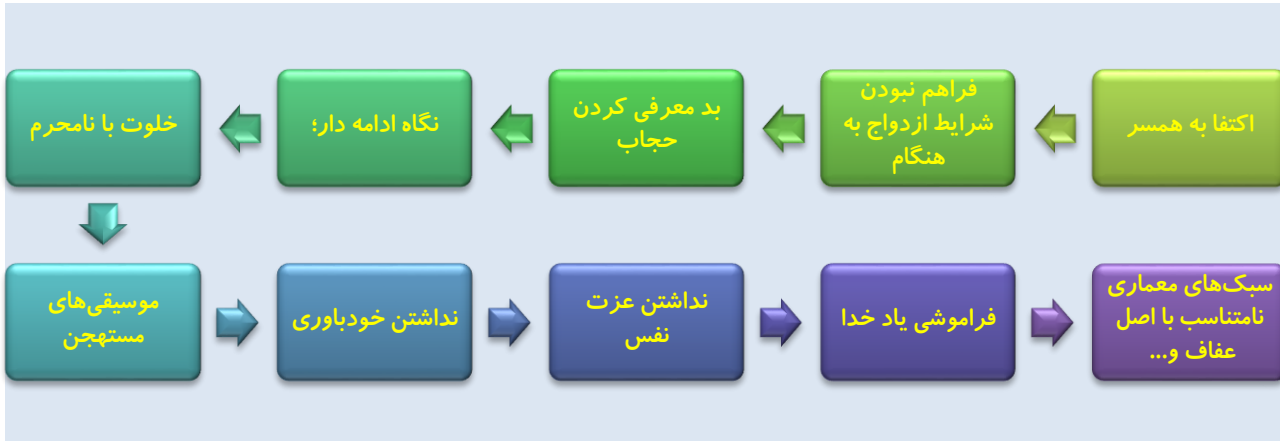 اکتفا به همسر
فراهم نبودن
شرایط ازدواج به
هنگام
بد معرفی کردن
حجاب
نگاه ادامه دار؛
خلوت با نامحرم
موسیقی‌های
مستهجن
نداشتن خودباوری
نداشتن عزت
نفس
فراموشی یاد خدا
سبک‌های معماری
نامتناسب با اصل
عفاف و...